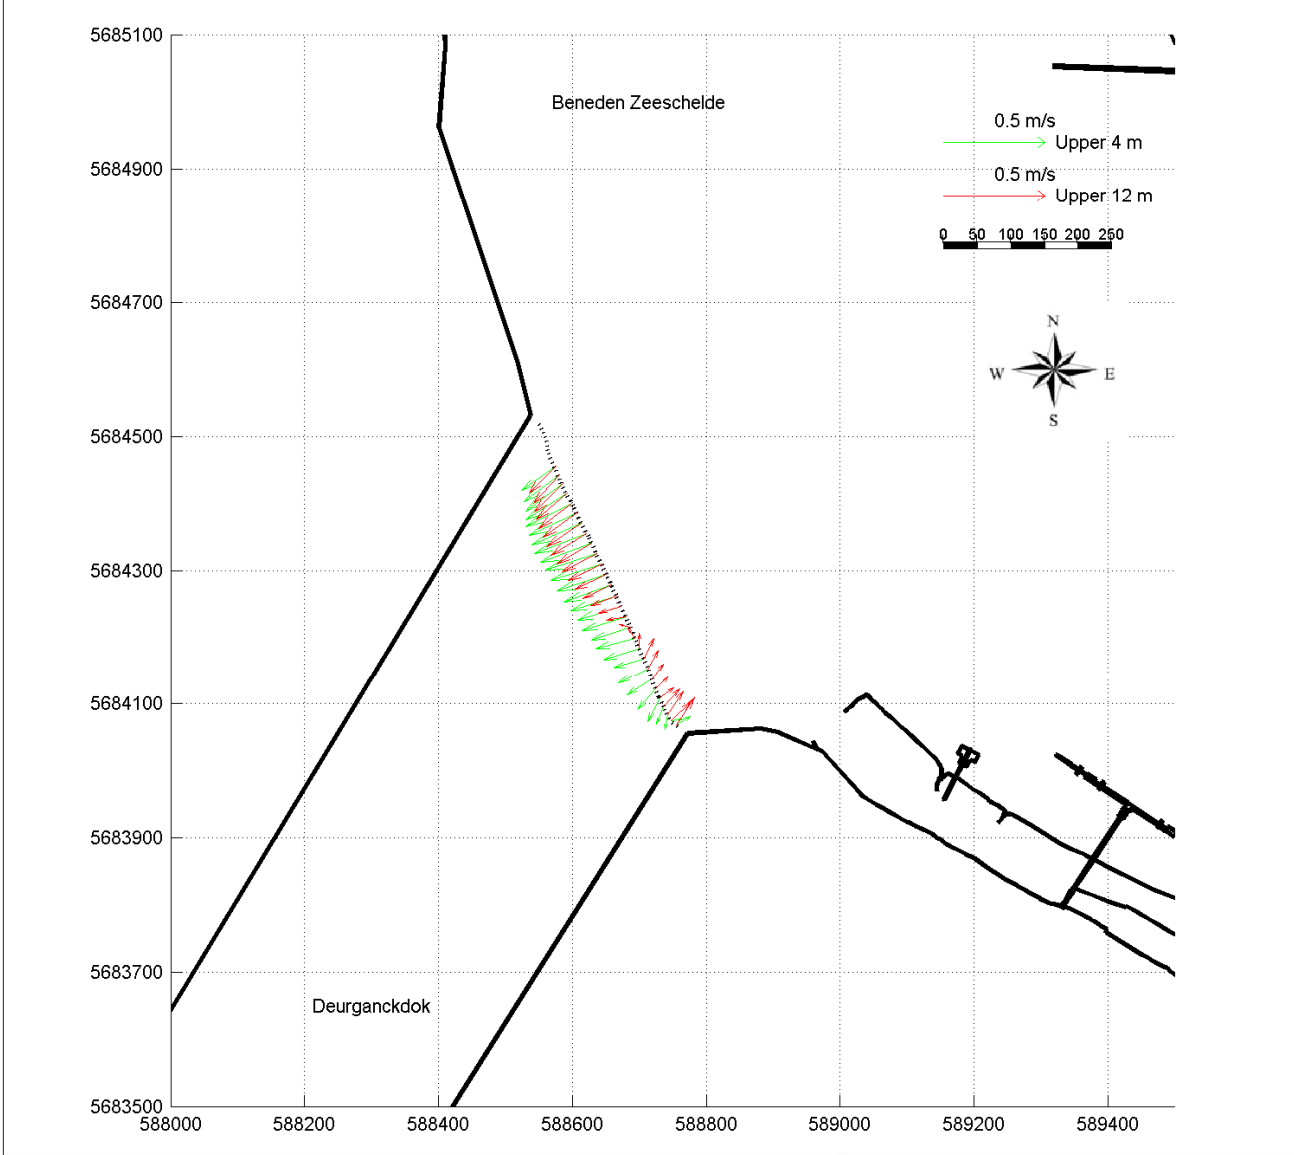 5685100
Beneden Zeeschelde
0.5 m/s
Upper 4 m
5684900
0.5 m/s
Upper 12 m
0 50 100 150 200 250
5684700
N
W E
S
5684500
5684300
5684100
5683900
5683700
Deurganckdok
5683500
588000 588200 588400 588600 588800 589000 589200 589400